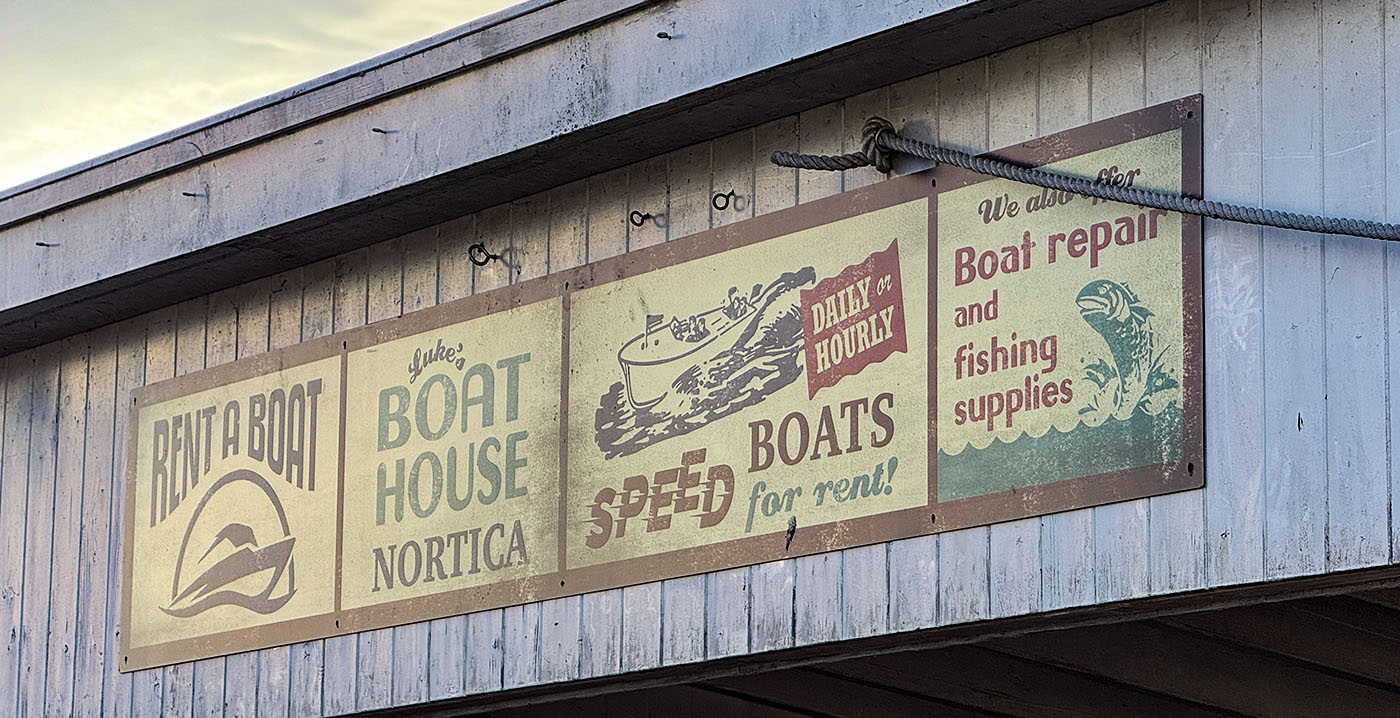 RENT A BOAT
Luke's
BOAT
HOUSE
NORTICA
DAILY or
HOURLY
SPEED BOATS
for rent!
We also offer
Boat repair
and
fishing
supplies